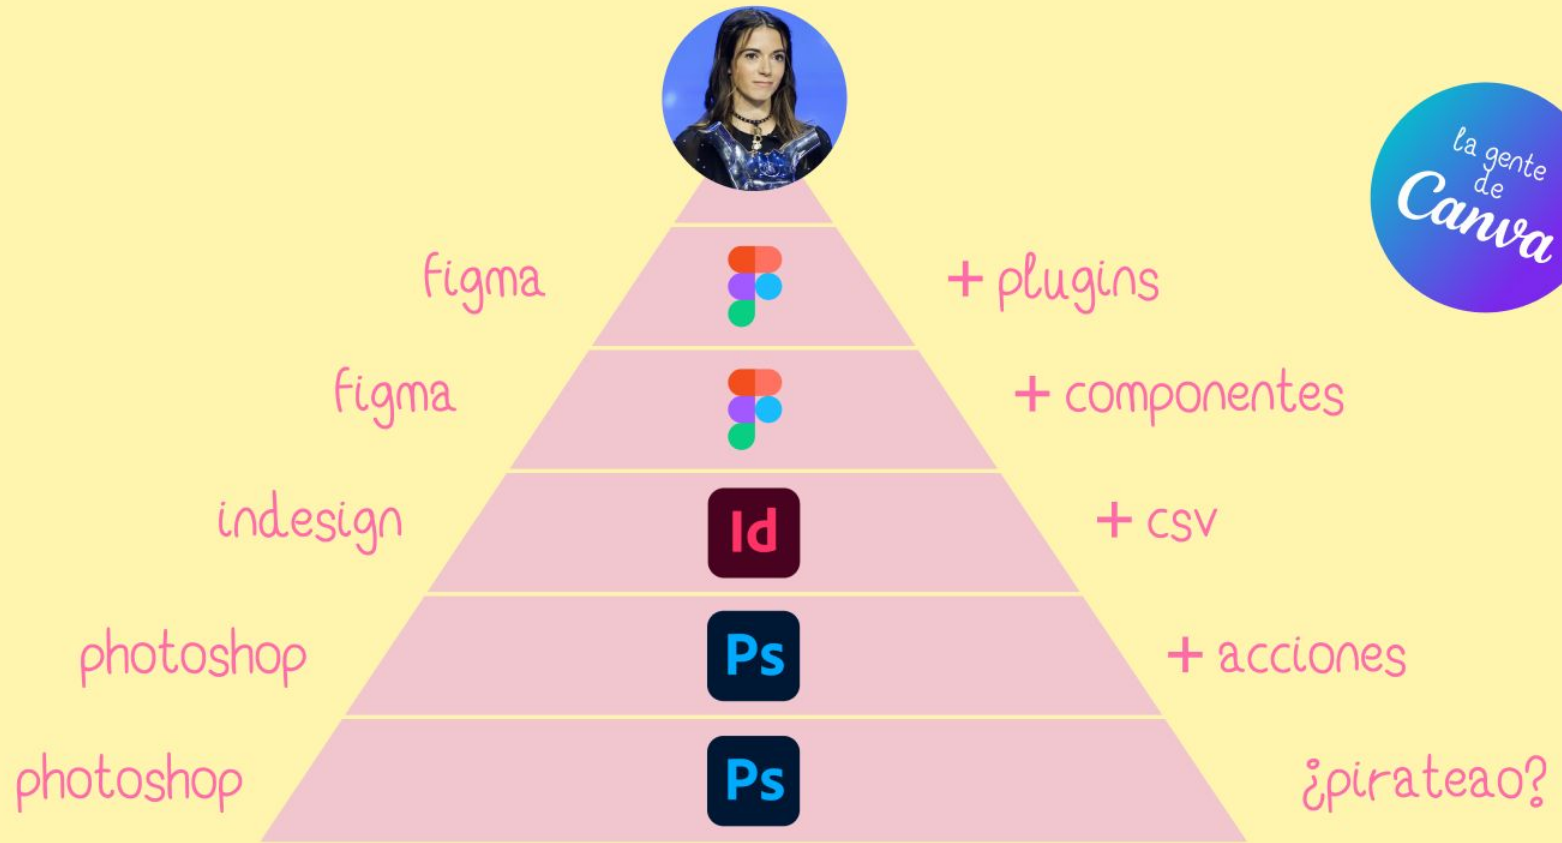 la gente
de
Canva
figma
+ plugins
figma
+ componentes
indesign
Id
+ csv
photoshop
Ps
+ acciones
photoshop
Ps
¿pirateao?